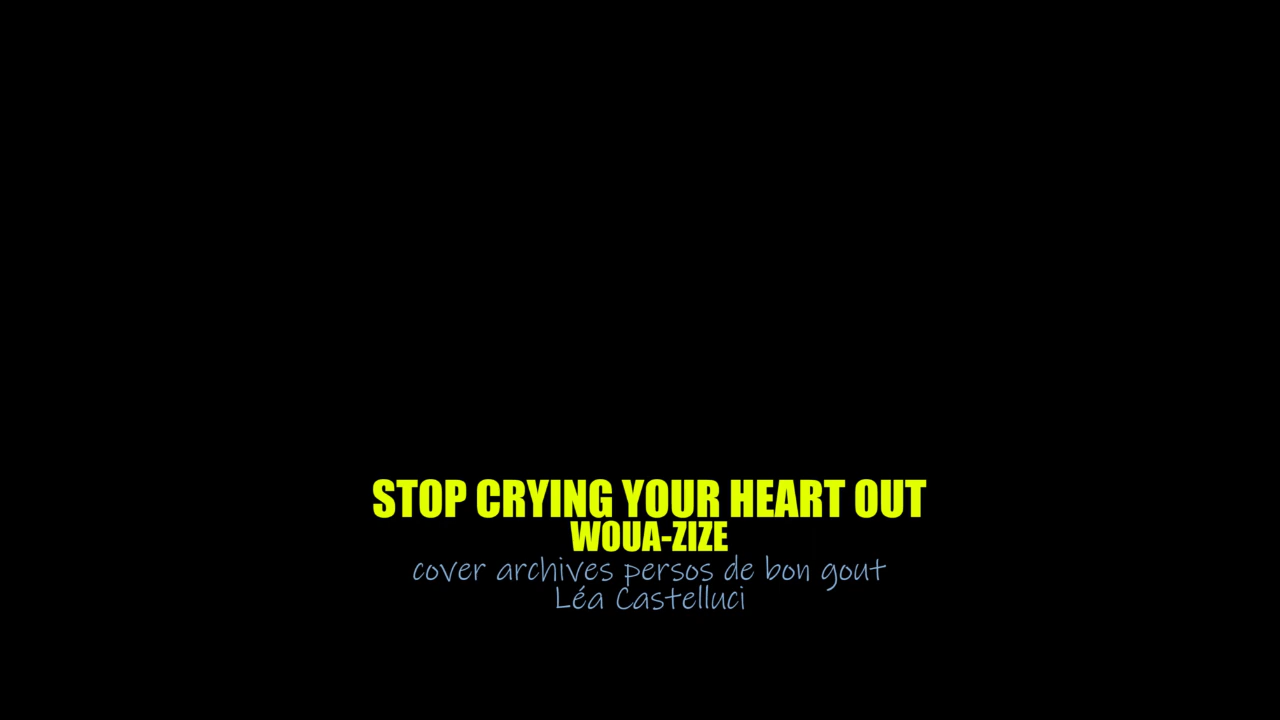 STOP CRYING YOUR HEART OUT
WOUA-ZIZE
cover archives persos de bon gout
Léa Castelluci